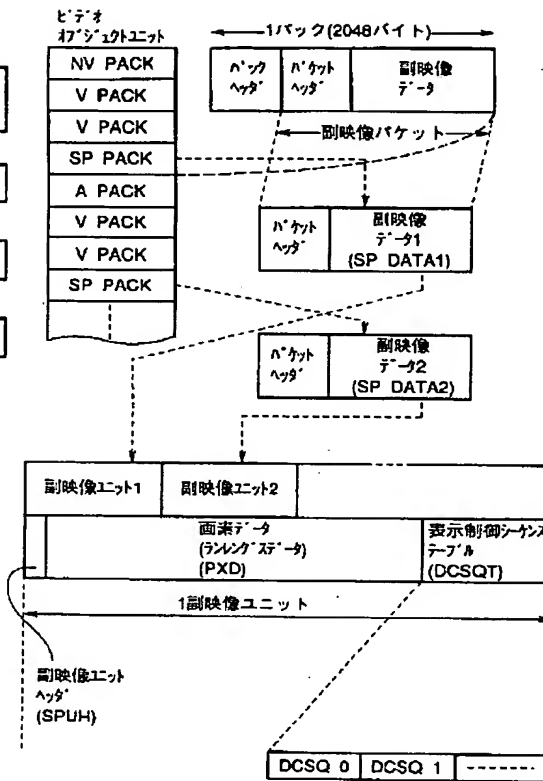 ビデオ
オブジェクトユニット
NV PACK
V PACK
V PACK
SP PACK
A PACK
V PACK
V PACK
SP PACK
1パック(2048バイト)
パック
ヘッダ
パケット
ヘッダ
副映像
データ
副映像パケット
パケット
ヘッダ
副映像
データ1
(SP DATA1)
パケット
ヘッダ
副映像
データ2
(SP DATA2)
副映像ユニット1
副映像ユニット2
画素データ
(ランレングスデータ)
(PXD)
表示制御シーケンス
テーブル
(DCSQT)
1副映像ユニット
副映像ユニット
ヘッダ
(SPUH)
DCSQ 0
DCSQ 1